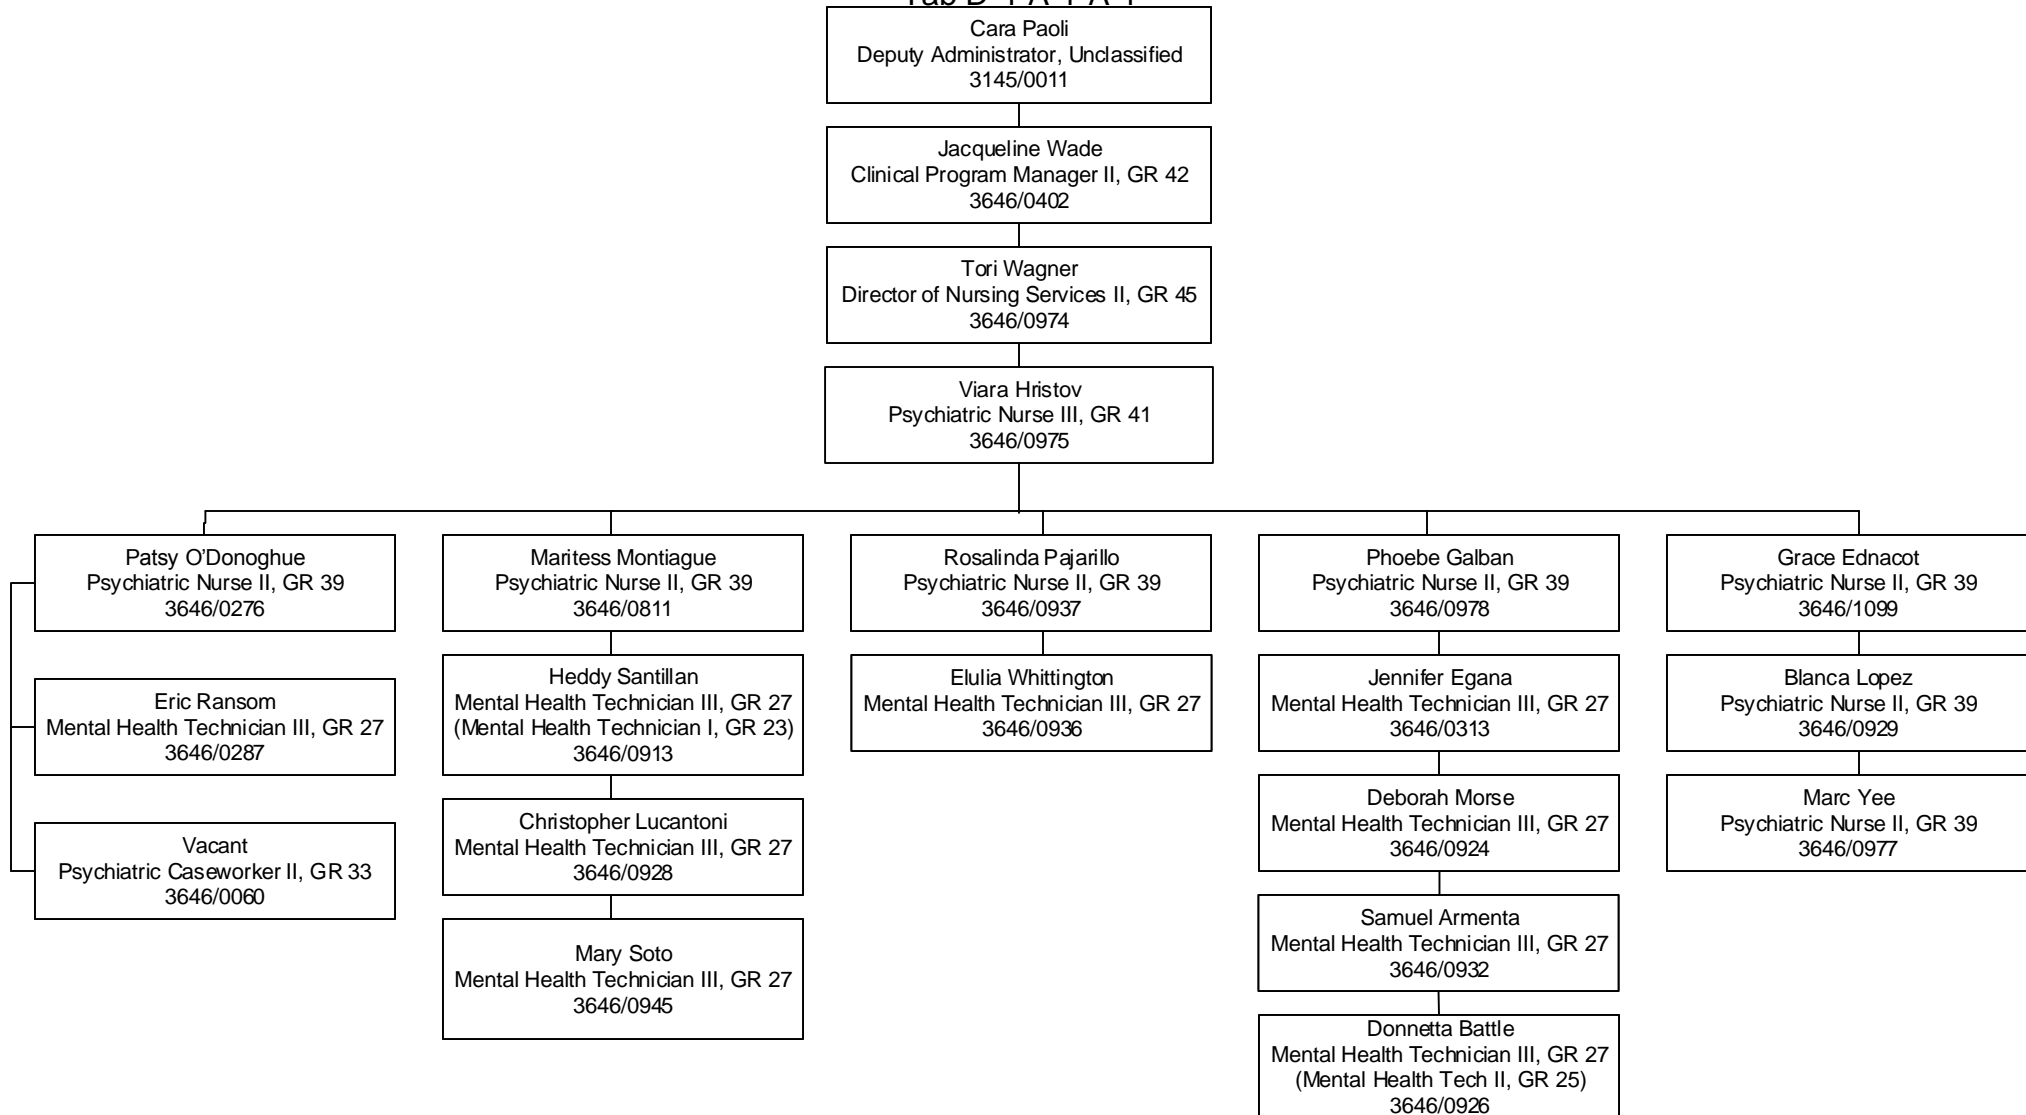 Cara Paoli
Deputy Administrator, Unclassified
3145/0011
Jacqueline Wade
Clinical Program Manager II, GR 42
3646/0402
Tori Wagner
Director of Nursing Services II, GR 45
3646/0974
Viara Hristov
Psychiatric Nurse III, GR 41
3646/0975
Patsy O'Donoghue
Psychiatric Nurse II, GR 39
3646/0276
Eric Ransom
Mental Health Technician III, GR 27
3646/0287
Vacant
Psychiatric Caseworker II, GR 33
3646/0060
Maritess Montiague
Psychiatric Nurse II, GR 39
3646/0811
Heddy Santillan
Mental Health Technician III, GR 27
(Mental Health Technician I, GR 23)
3646/0913
Christopher Lucantoni
Mental Health Technician III, GR 27
3646/0928
Mary Soto
Mental Health Technician III, GR 27
3646/0945
Rosalinda Pajarillo
Psychiatric Nurse II, GR 39
3646/0937
Elulia Whittington
Mental Health Technician III, GR 27
3646/0936
Phoebe Galban
Psychiatric Nurse II, GR 39
3646/0978
Jennifer Egana
Mental Health Technician III, GR 27
3646/0313
Deborah Morse
Mental Health Technician III, GR 27
3646/0924
Samuel Armenta
Mental Health Technician III, GR 27
3646/0932
Donnetta Battle
Mental Health Technician III, GR 27
(Mental Health Tech II, GR 25)
3646/0926
Grace Ednacot
Psychiatric Nurse II, GR 39
3646/1099
Blanca Lopez
Psychiatric Nurse II, GR 39
3646/0929
Marc Yee
Psychiatric Nurse II, GR 39
3646/0977